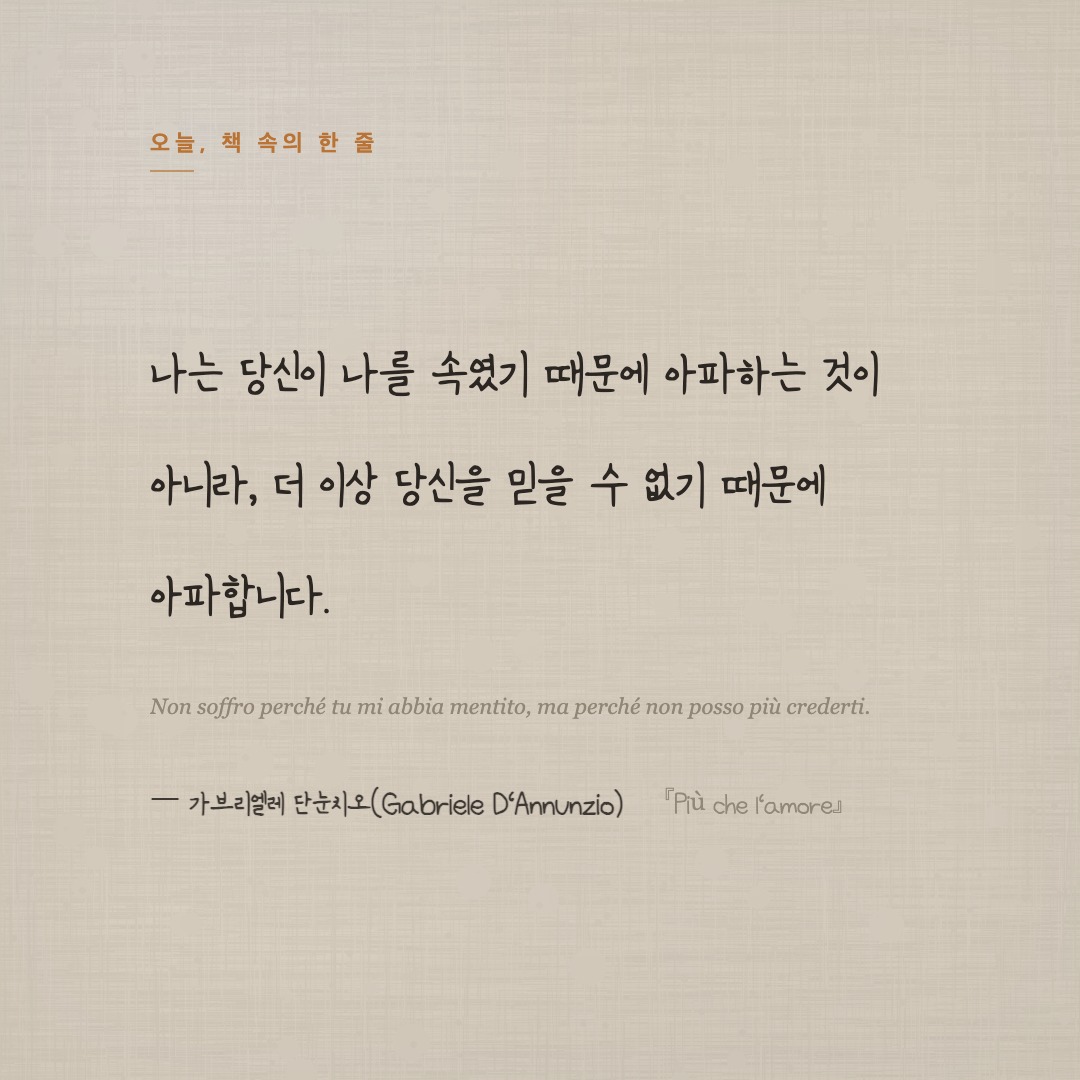 오늘, 책 속의 한 줄
나는 당신이 나를 속였기 때문에 아파하는 것이
아니라, 더 이상 당신을 믿을 수 없기 때문에
아파합니다.
Non soffro perché tu mi abbia mentito, ma perché non posso più crederti.
— 가브리엘레 단눈치오(Gabriele D‘Annunzio) 『Più che l‘amore』